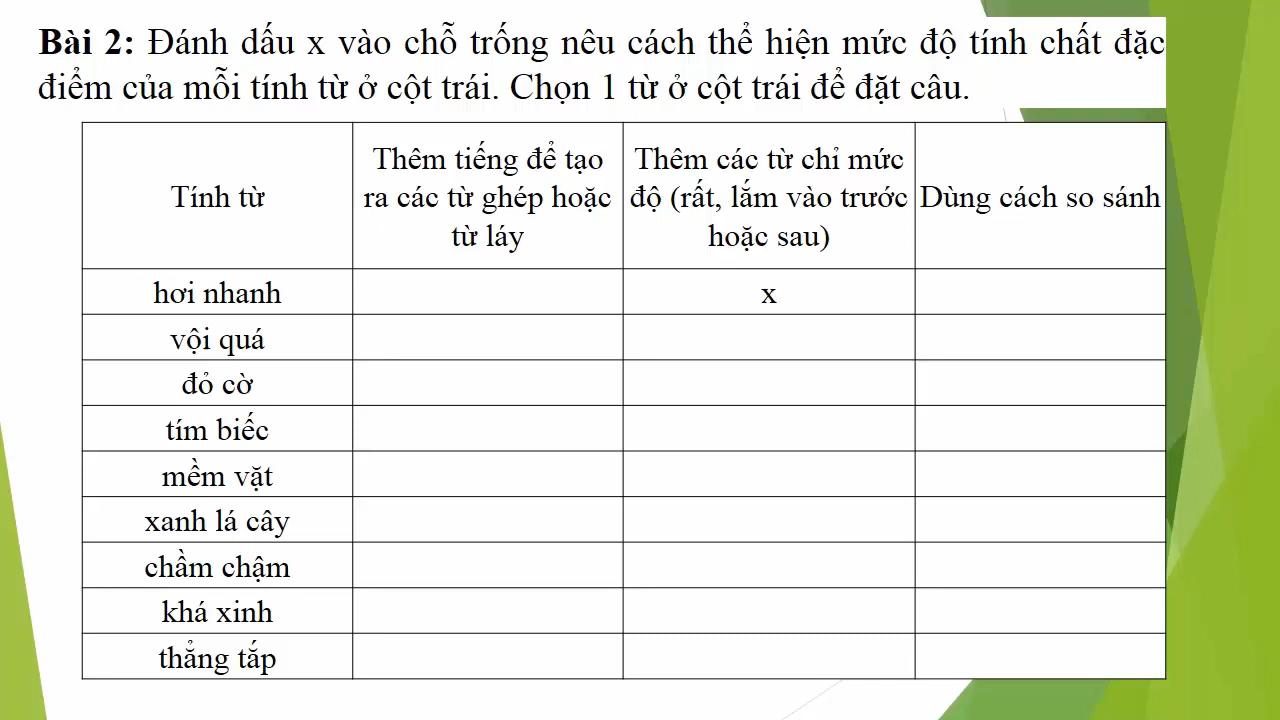 Bài 2: Đánh dấu x vào chỗ trống nêu cách thể hiện mức độ tính chất đặc
điểm của mỗi tính từ ở cột trái. Chọn 1 từ ở cột trái để đặt câu.
Tính từ
Thêm tiếng để tạo
ra các từ ghép hoặc
từ láy
Thêm các từ chỉ mức
độ (rất, lắm vào trước
hoặc sau)
Dùng cách so sánh
hơi nhanh
x
vội quá
đỏ cờ
tím biếc
mềm vặt
xanh lá cây
chầm chậm
khá xinh
thẳng tắp